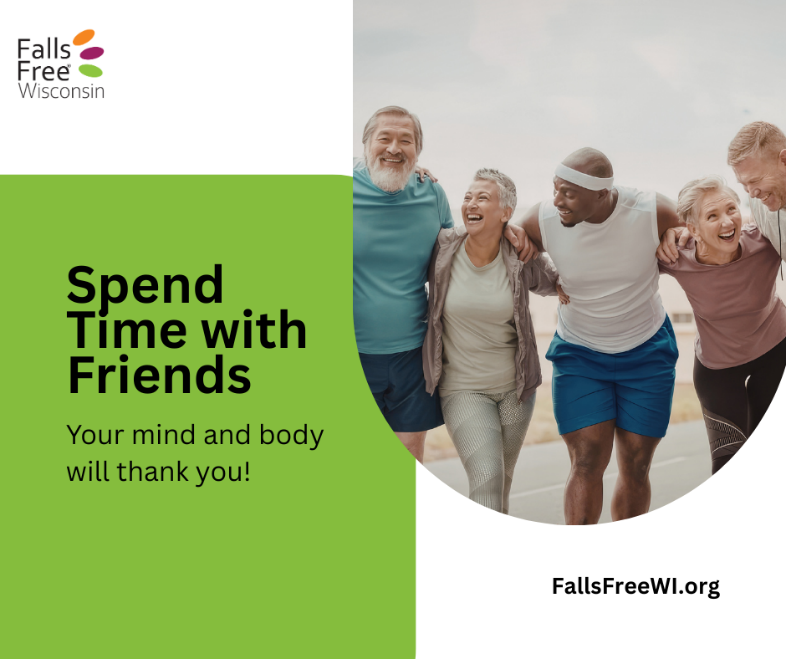 Falls
Free®
Wisconsin
Spend
Time with
Friends
Your mind and body
will thank you!
FallsFreeWI.org